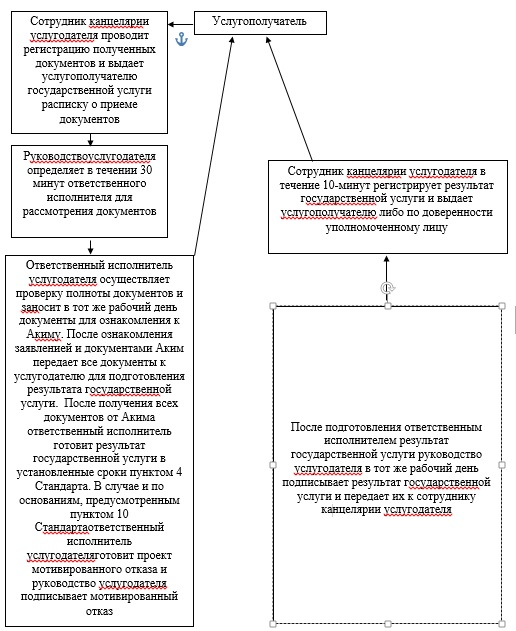 Услугополучатель
Сотрудник канцелярии
услугодателя проводит
регистрацию полученных
документов и выдает
услугополучателю
государственной услуги
расписку о приеме
документов
Руководствоуслугодателя
определяет в течении 30
минут ответственного
исполнителя для
рассмотрения документов
Ответственный исполнитель
услугодателя осуществляет
проверку полноты документов и
заносит в тот же рабочий день
документы для ознакомления к
Акиму. После ознакомления
заявленией и документами Аким
передает все документы к
услугодателю для подготовления
результата государственной
услуги.  После получения всех
документов от Акима
ответственный исполнитель
готовит результат
государственной услуги в
установленные сроки пунктом 4
Стандарта. В случае и по
основаниям, предусмотренным
пунктом 10
Стандартаответственный
исполнитель
услугодателяготовит проект
мотивированного отказа и
руководство услугодателя
подписывает мотивированный
отказ
Сотрудник канцелярии услугодателя в
течение 10-минут регистрирует результат
государственной услуги и выдает
услугополучателю либо по доверенности
уполномоченному лицу
После подготовления ответственным
исполнителем результат
государственной услуги руководство
услугодателя в тот же рабочий день
подписывает результат государственной
услуги и передает их к сотруднику
канцелярии услугодателя